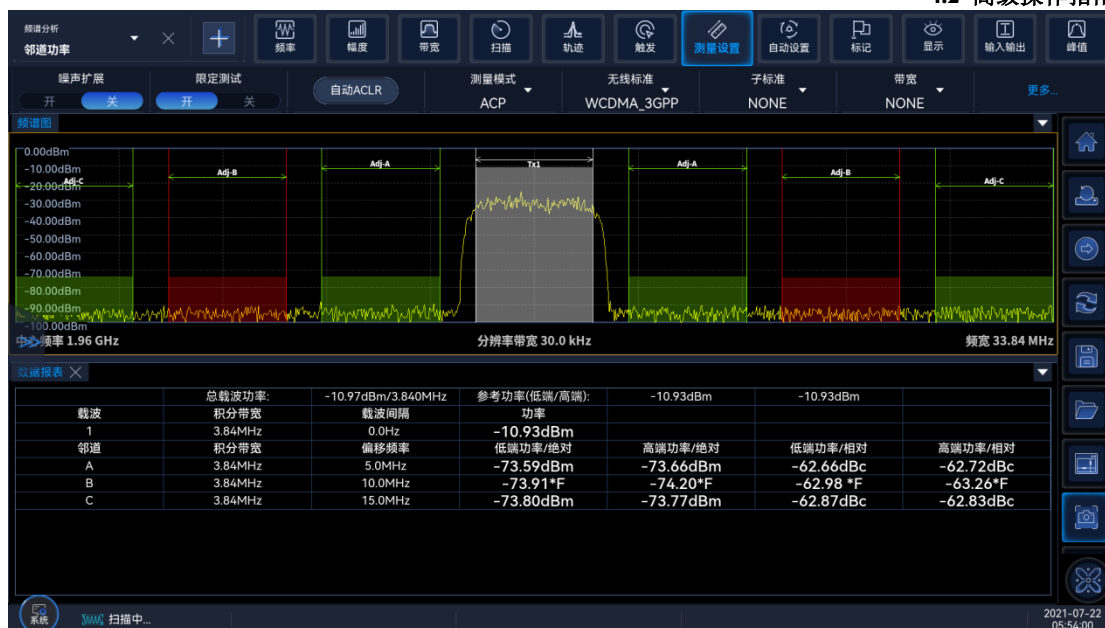 频谱分析
邻道功率
频率
幅度
带宽
扫描
轨迹
触发
测量设置
自动设置
标记
显示
输入输出
峰值
噪声扩展
开 关
限定测试
开 关
自动ACLR
测量模式
ACP
无线标准
WCDMA_3GPP
子标准
NONE
带宽
NONE
更多...
频谱图
0.00dBm
-10.00dBm
-20.00dBm
-30.00dBm
-40.00dBm
-50.00dBm
-60.00dBm
-70.00dBm
-80.00dBm
-90.00dBm
-100.00dBm
Adj-C
Adj-B
Adj-A
Tx1
Adj-A
Adj-B
Adj-C
中心频率 1.96 GHz
分辨率带宽 30.0 kHz
频宽 33.84 MHz
数据报表
总载波功率: -10.97dBm/3.840MHz 参考功率(低端/高端): -10.93dBm -10.93dBm
载波 积分带宽 载波间隔 功率
1 3.84MHz 0.0Hz -10.93dBm
邻道 积分带宽 偏移频率 低端功率/绝对 高端功率/绝对 低端功率/相对 高端功率/相对
A 3.84MHz 5.0MHz -73.59dBm -73.66dBm -62.66dBc -62.72dBc
B 3.84MHz 10.0MHz -73.91*F -74.20*F -62.98 *F -63.26*F
C 3.84MHz 15.0MHz -73.80dBm -73.77dBm -62.87dBc -62.83dBc
系统
扫描中...
2021-07-22
05:54:00